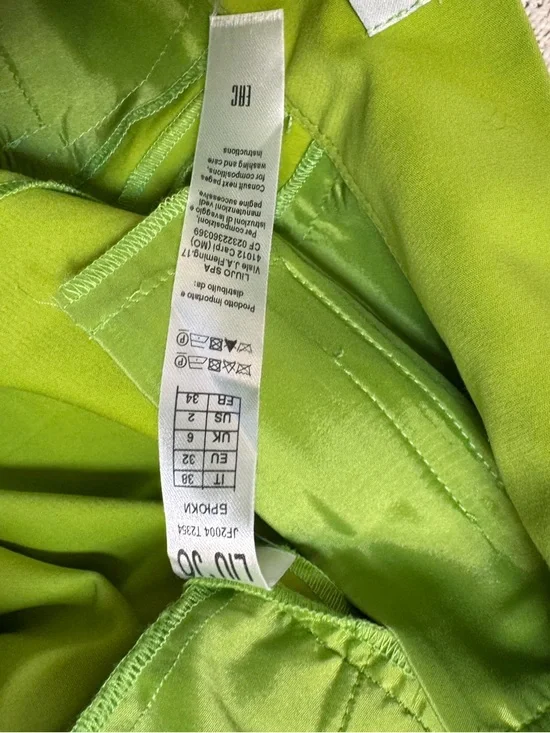 LIU JO
JF2004 T2354
БРЮКИ
IT 38
EU 32
UK 6
US 2
FR 34
Prodotto importato e
distribuito da:
LIUJO SPA
Viale J.A.Fleming.17
41012 Carpi (MO)
CF 02322360369
Per composizioni,
istruzioni di lavaggio e
manutenzioni vedi
pagine successive
Consult next pages
for compositions,
washing and care
instructions
EAC